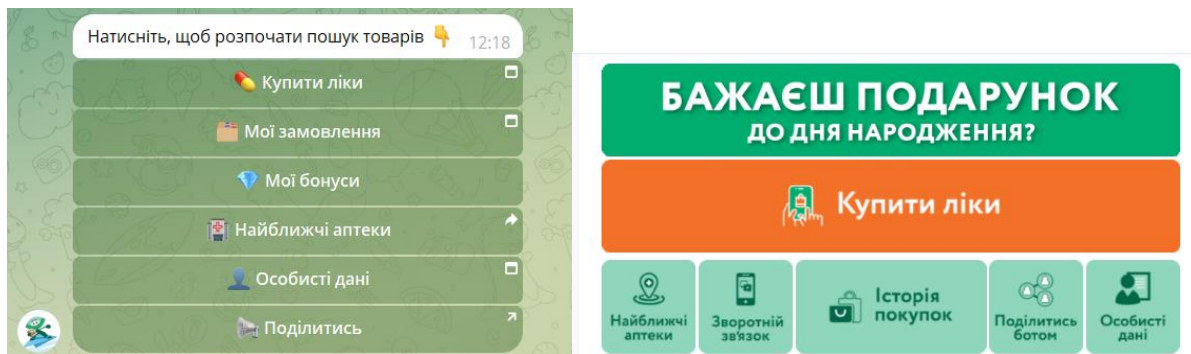 Натисніть, щоб розпочати пошук товарів 👇 12:18
💊 Купити ліки
📦 Мої замовлення
💎 Мої бонуси
🏥 Найближчі аптеки
👤 Особисті дані
📢 Поділитись
БАЖАЄШ ПОДАРУНОК
ДО ДНЯ НАРОДЖЕННЯ?
Купити ліки
Найближчі
аптеки
Зворотній
зв'язок
Історія
покупок
Поділитись
ботом
Особисті
дані